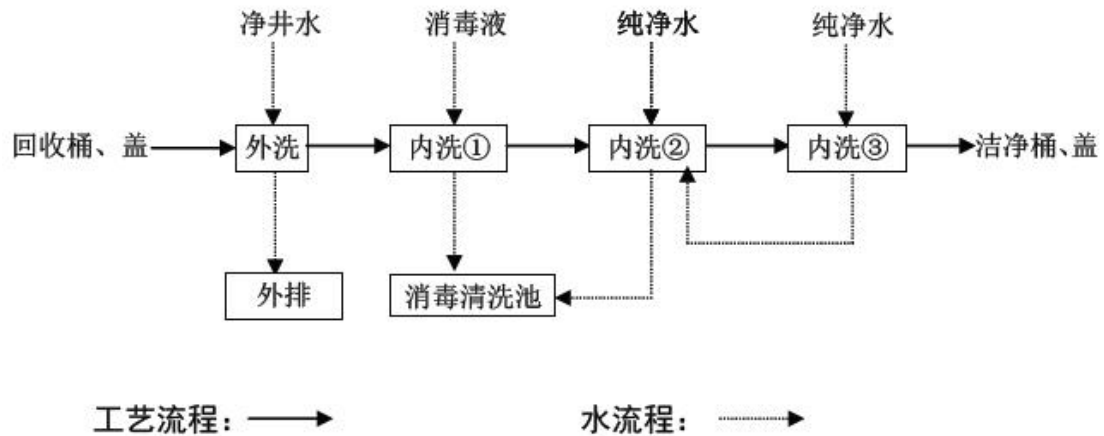 净井水 消毒液 纯净水 纯净水
回收桶、盖 外洗 内洗① 内洗② 内洗③ 洁净桶、盖
外排 消毒清洗池
工艺流程： 水流程：